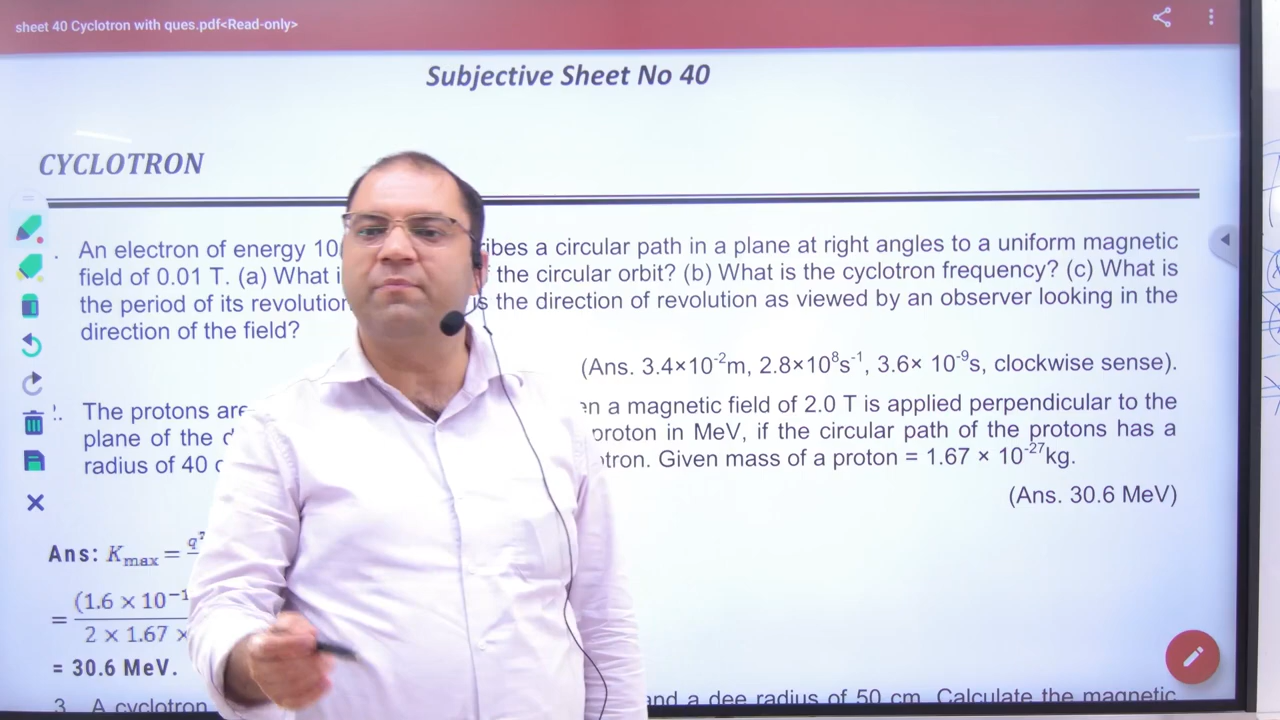 sheet 40 Cyclotron with ques.pdf<Read-only>
Subjective Sheet No 40
CYCLOTRON
An electron of energy 10 ibes a circular path in a plane at right angles to a uniform magnetic
field of 0.01 T. (a) What i f the circular orbit? (b) What is the cyclotron frequency? (c) What is
the period of its revolution is the direction of revolution as viewed by an observer looking in the
direction of the field?
(Ans. 3.4×10⁻²m, 2.8×10⁸s⁻¹, 3.6× 10⁻⁹s, clockwise sense).
The protons are en a magnetic field of 2.0 T is applied perpendicular to the
plane of the d proton in MeV, if the circular path of the protons has a
radius of 40 c otron. Given mass of a proton = 1.67 × 10⁻²⁷kg.
(Ans. 30.6 MeV)
Ans: Kmax = q²
= (1.6 × 10⁻¹
2 × 1.67 ×
= 30.6 MeV.
3 A cyclotron and a dee radius of 50 cm. Calculate the magnetic